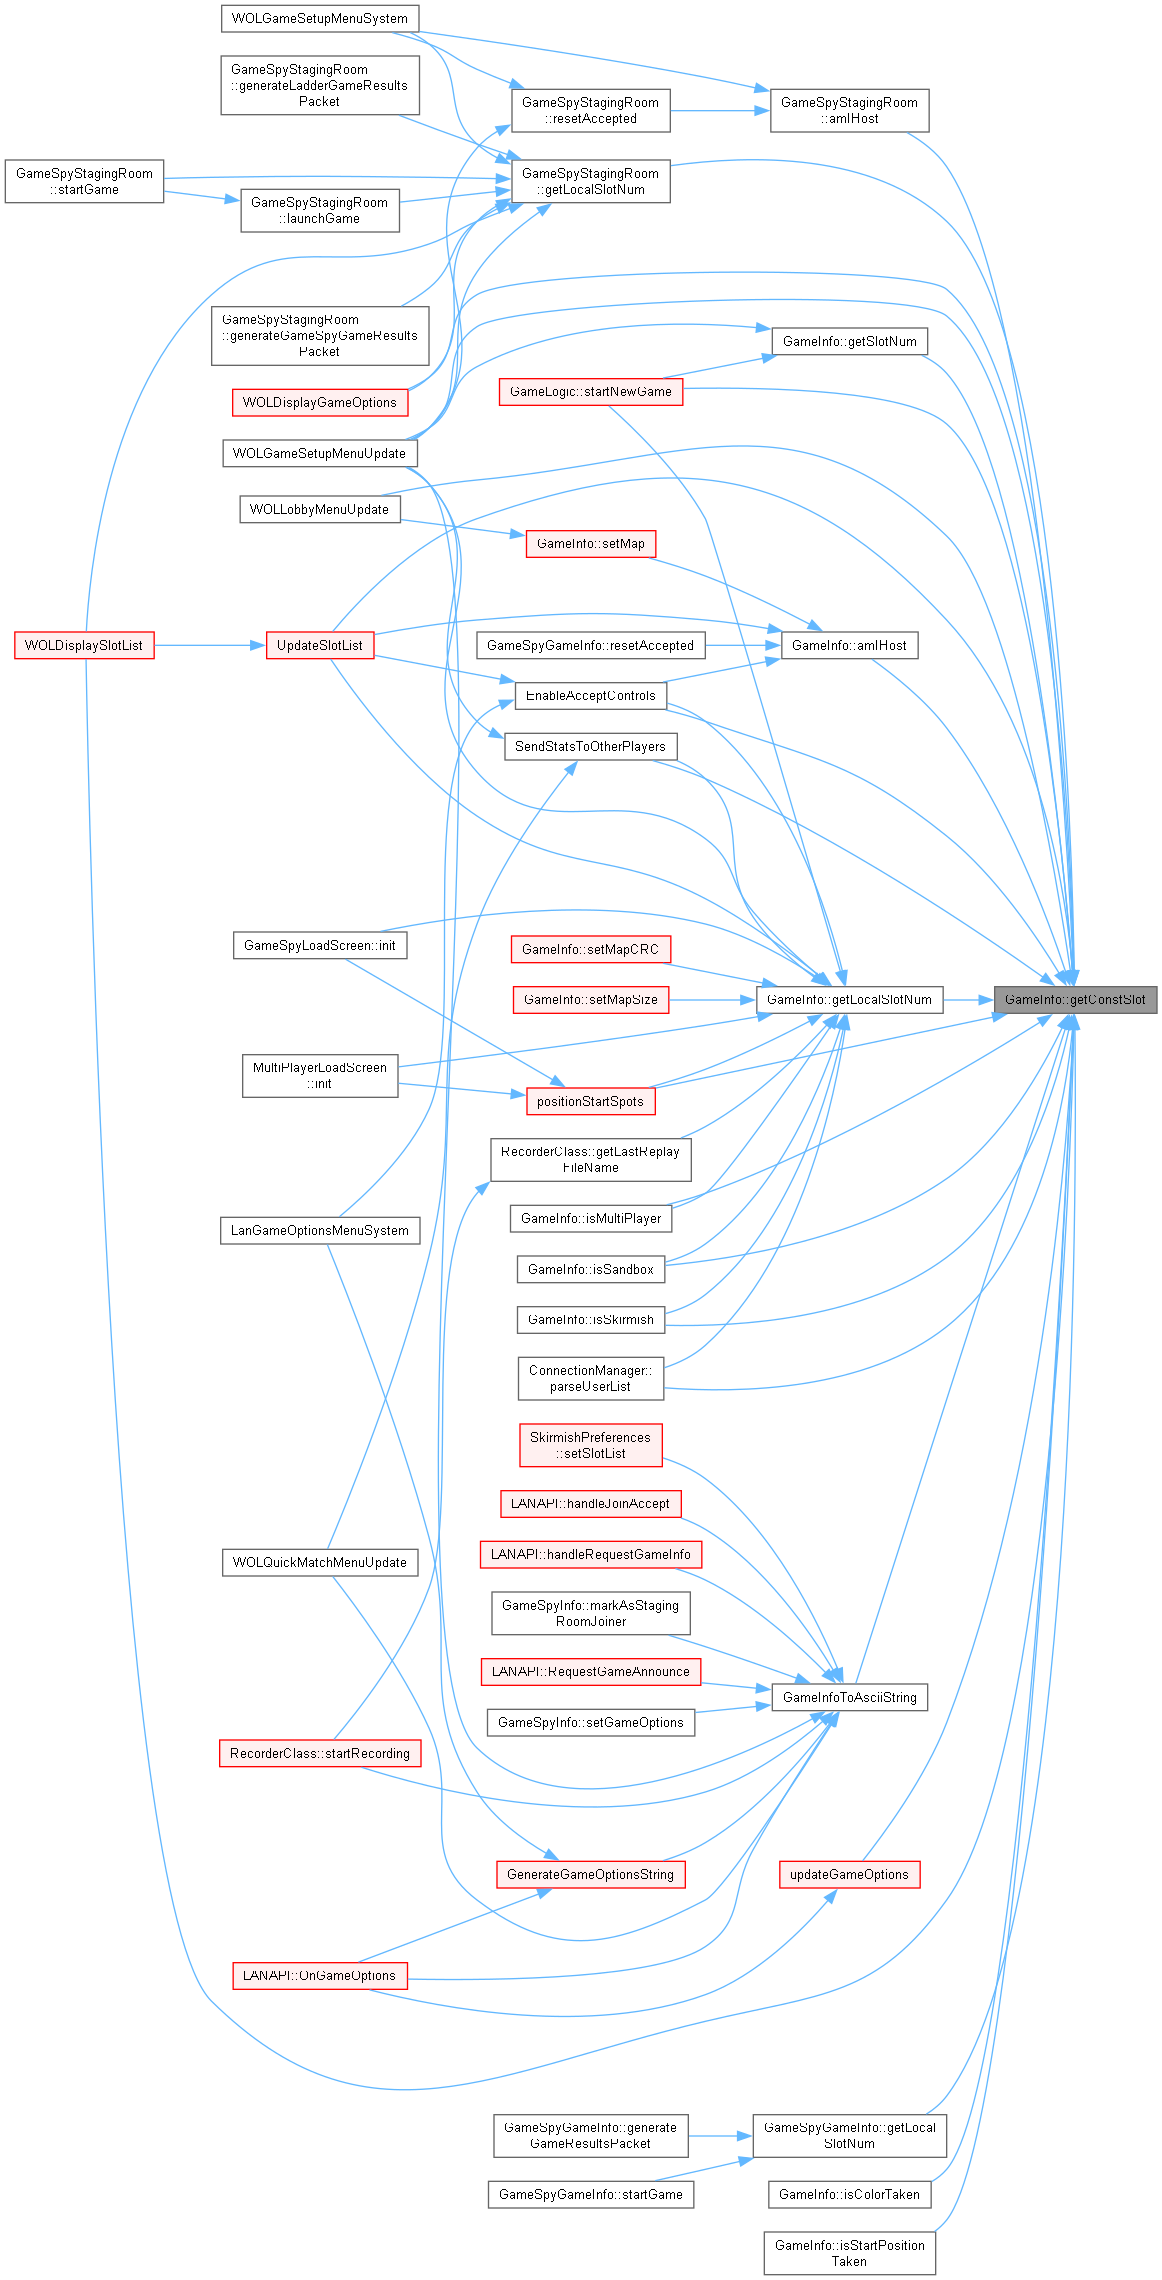 WOLGameSetupMenuSystem
GameSpyStagingRoom
::generateLadderGameResults
Packet
GameSpyStagingRoom
::resetAccepted
GameSpyStagingRoom
::amIHost
GameSpyStagingRoom
::startGame
GameSpyStagingRoom
::launchGame
GameSpyStagingRoom
::getLocalSlotNum
GameSpyStagingRoom
::generateGameSpyGameResults
Packet
GameInfo::getSlotNum
WOLDisplayGameOptions
GameLogic::startNewGame
WOLGameSetupMenuUpdate
WOLLobbyMenuUpdate
GameInfo::setMap
WOLDisplaySlotList
UpdateSlotList
GameSpyGameInfo::resetAccepted
GameInfo::amIHost
EnableAcceptControls
SendStatsToOtherPlayers
GameSpyLoadScreen::init
GameInfo::setMapCRC
GameInfo::setMapSize
GameInfo::getLocalSlotNum
GameInfo::getConstSlot
MultiPlayerLoadScreen
::init
positionStartSpots
RecorderClass::getLastReplay
FileName
GameInfo::isMultiPlayer
LanGameOptionsMenuSystem
GameInfo::isSandbox
GameInfo::isSkirmish
ConnectionManager::
parseUserList
SkirmishPreferences
::setSlotList
LANAPI::handleJoinAccept
LANAPI::handleRequestGameInfo
WOLQuickMatchMenuUpdate
GameSpyInfo::markAsStaging
RoomJoiner
LANAPI::RequestGameAnnounce
GameInfoToAsciiString
GameSpyInfo::setGameOptions
RecorderClass::startRecording
GenerateGameOptionsString
updateGameOptions
LANAPI::OnGameOptions
GameSpyGameInfo::generate
GameResultsPacket
GameSpyGameInfo::getLocal
SlotNum
GameSpyGameInfo::startGame
GameInfo::isColorTaken
GameInfo::isStartPosition
Taken